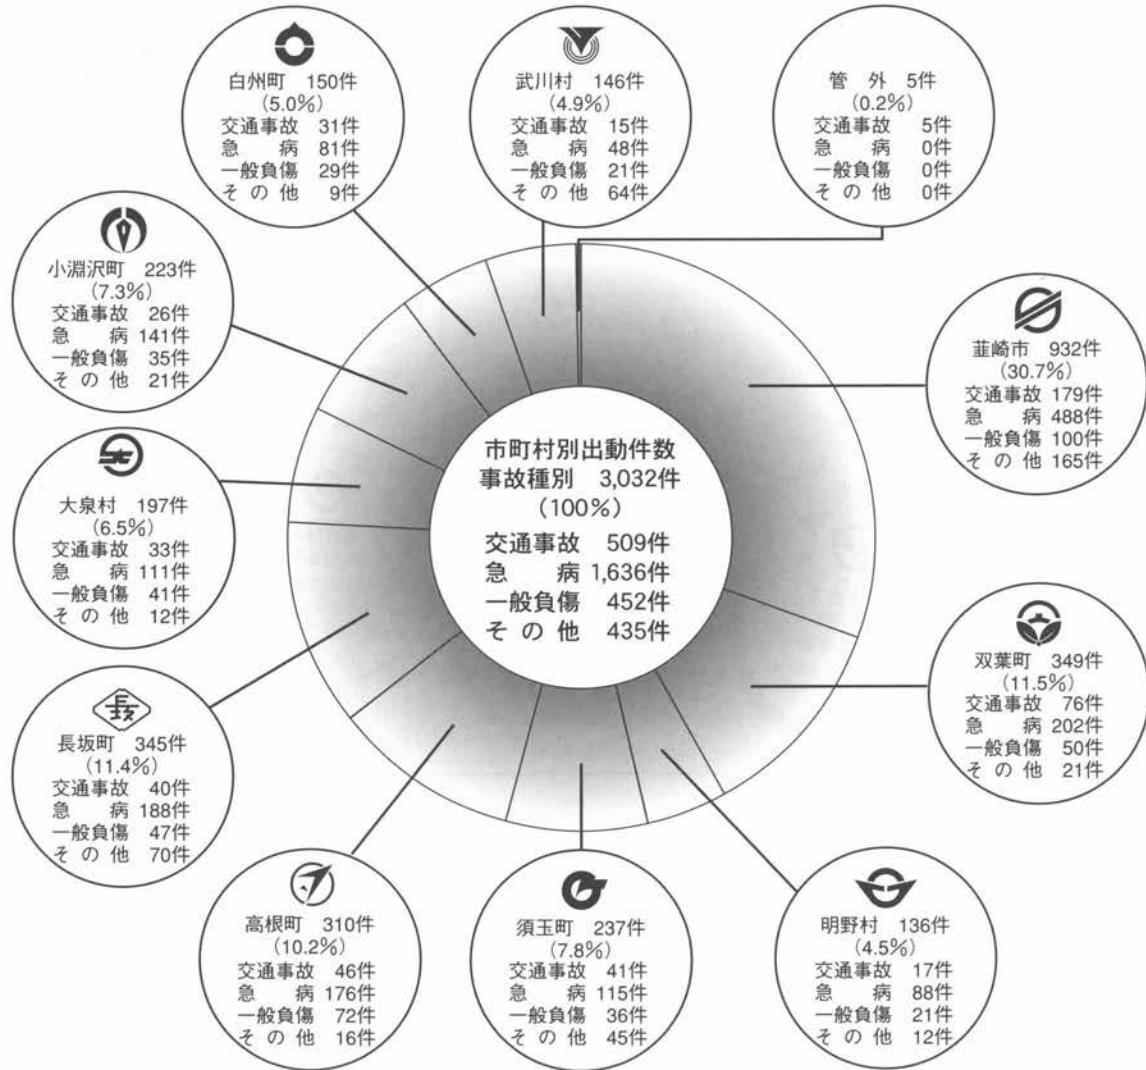 白州町 150件
(5.0%)
交通事故 31件
急病 81件
一般負傷 29件
その他 9件
武川村 146件
(4.9%)
交通事故 15件
急病 48件
一般負傷 21件
その他 64件
管外 5件
(0.2%)
交通事故 5件
急病 0件
一般負傷 0件
その他 0件
小淵沢町 223件
(7.3%)
交通事故 26件
急病 141件
一般負傷 35件
その他 21件
韮崎市 932件
(30.7%)
交通事故 179件
急病 488件
一般負傷 100件
その他 165件
市町村別出動件数
事故種別 3,032件
(100%)
交通事故 509件
急病 1,636件
一般負傷 452件
その他 435件
大泉村 197件
(6.5%)
交通事故 33件
急病 111件
一般負傷 41件
その他 12件
双葉町 349件
(11.5%)
交通事故 76件
急病 202件
一般負傷 50件
その他 21件
長坂町 345件
(11.4%)
交通事故 40件
急病 188件
一般負傷 47件
その他 70件
高根町 310件
(10.2%)
交通事故 46件
急病 176件
一般負傷 72件
その他 16件
須玉町 237件
(7.8%)
交通事故 41件
急病 115件
一般負傷 36件
その他 45件
明野村 136件
(4.5%)
交通事故 17件
急病 88件
一般負傷 21件
その他 12件